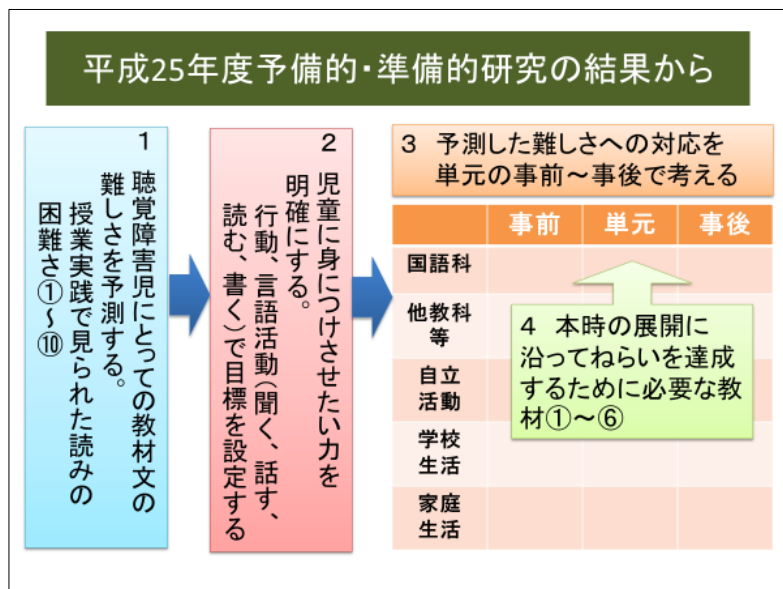 平成25年度予備的・準備的研究の結果から
1
聴覚障害児にとっての教材文の
難しさを予測する。
授業実践で見られた読みの
困難さ①～⑩
2
児童に身につけさせたい力を
明確にする。
行動、言語活動(聞く、話す、
読む、書く)で目標を設定する
3 予測した難しさへの対応を
単元の事前～事後で考える
事前 単元 事後
国語科
他教科
等
自立
活動
学校
生活
家庭
生活
4 本時の展開に
沿ってねらいを達成
するために必要な教
材①～⑥